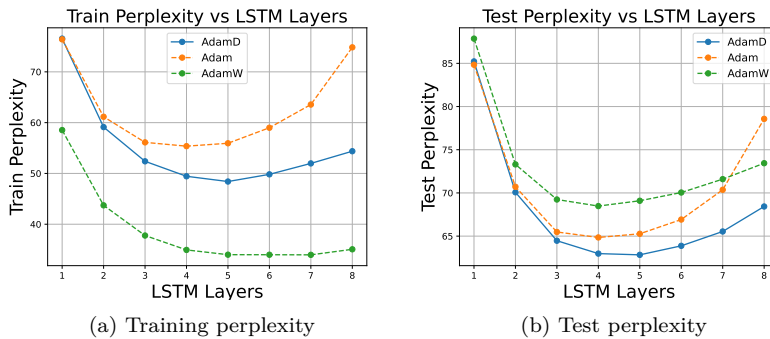 Train Perplexity vs LSTM Layers
AdamD
Adam
AdamW
Train Perplexity
70
60
50
40
1 2 3 4 5 6 7 8
LSTM Layers
(a) Training perplexity
Test Perplexity vs LSTM Layers
AdamD
Adam
AdamW
Test Perplexity
85
80
75
70
65
1 2 3 4 5 6 7 8
LSTM Layers
(b) Test perplexity